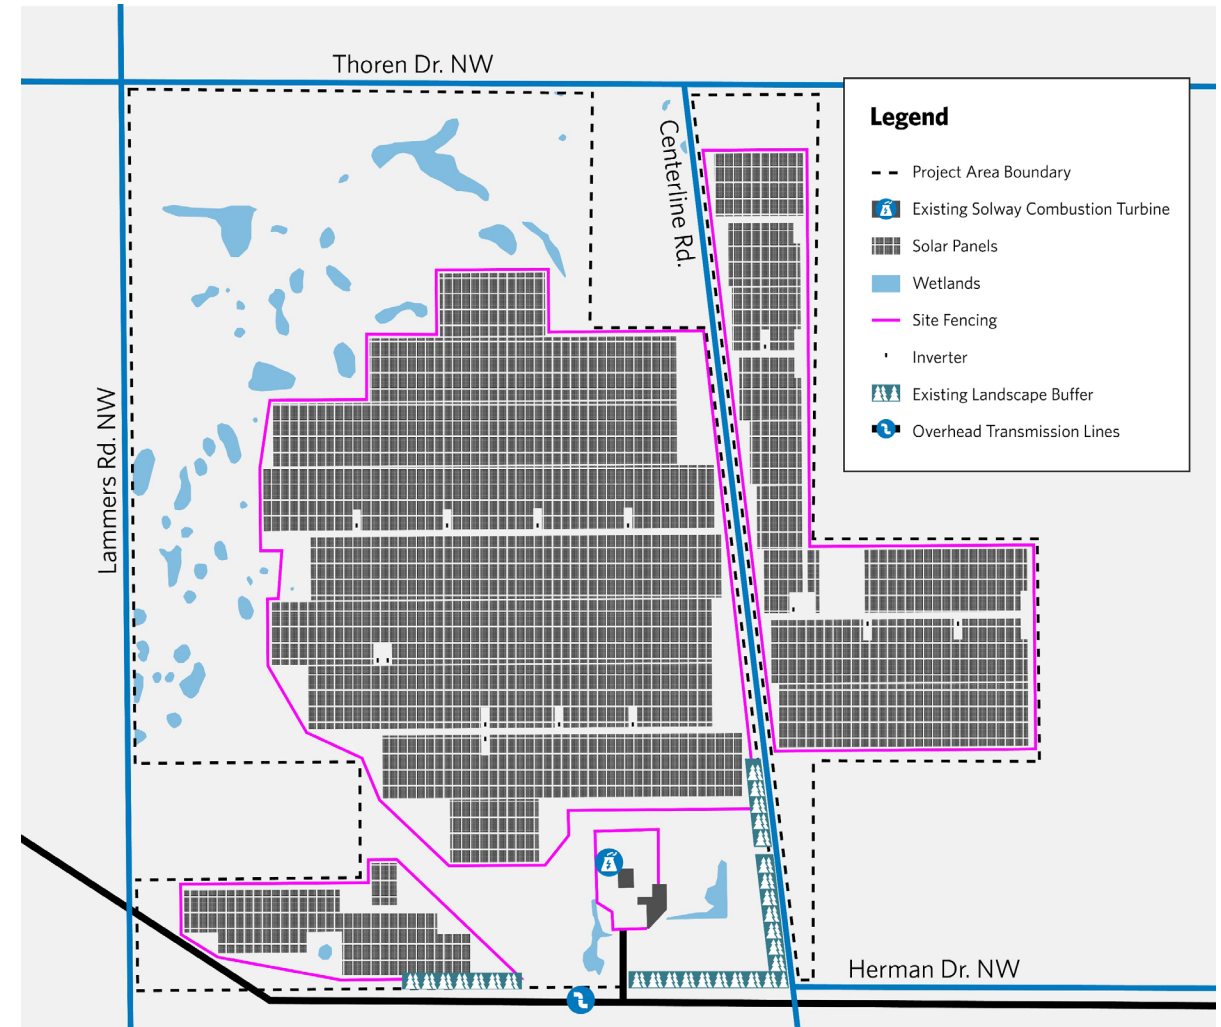 Thoren Dr. NW
Centerline Rd.
Lammers Rd. NW
Herman Dr. NW
Legend
Project Area Boundary
Existing Solway Combustion Turbine
Solar Panels
Wetlands
Site Fencing
Inverter
Existing Landscape Buffer
Overhead Transmission Lines